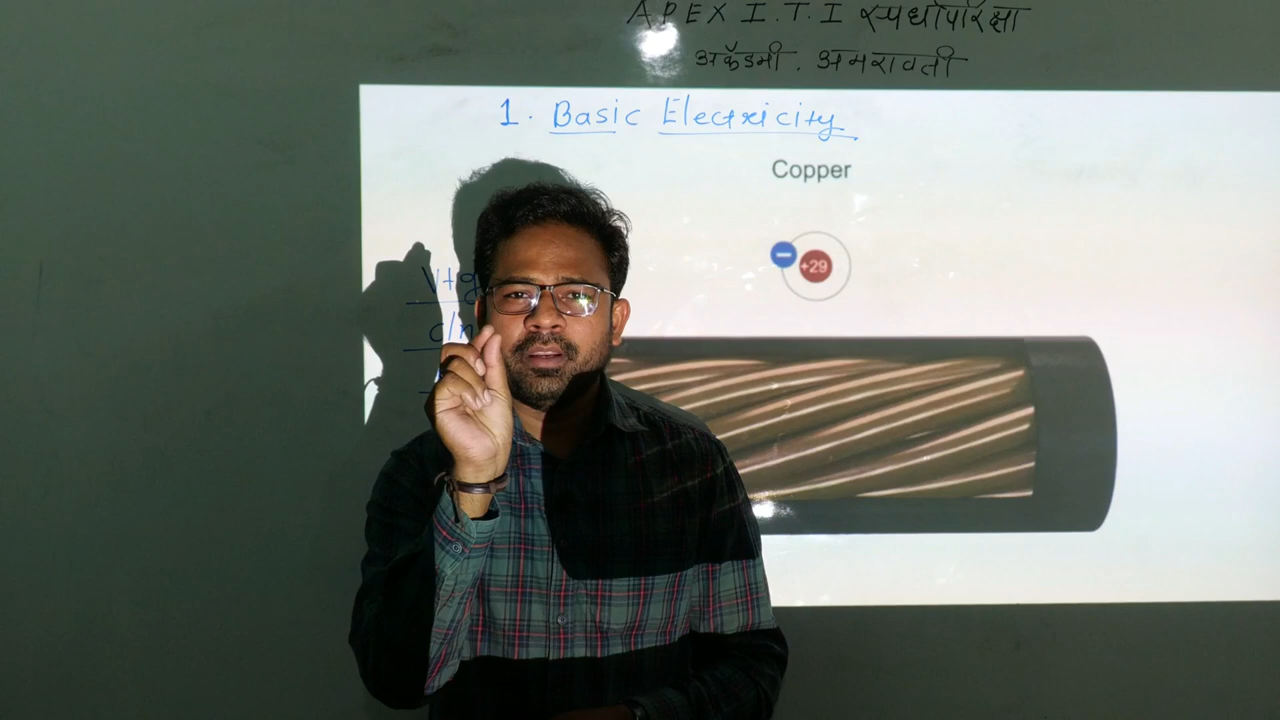 APEX I.T.I स्पर्धापरिक्षा
अकॅडमी. अमरावती
1. Basic Electricity
Copper
+29